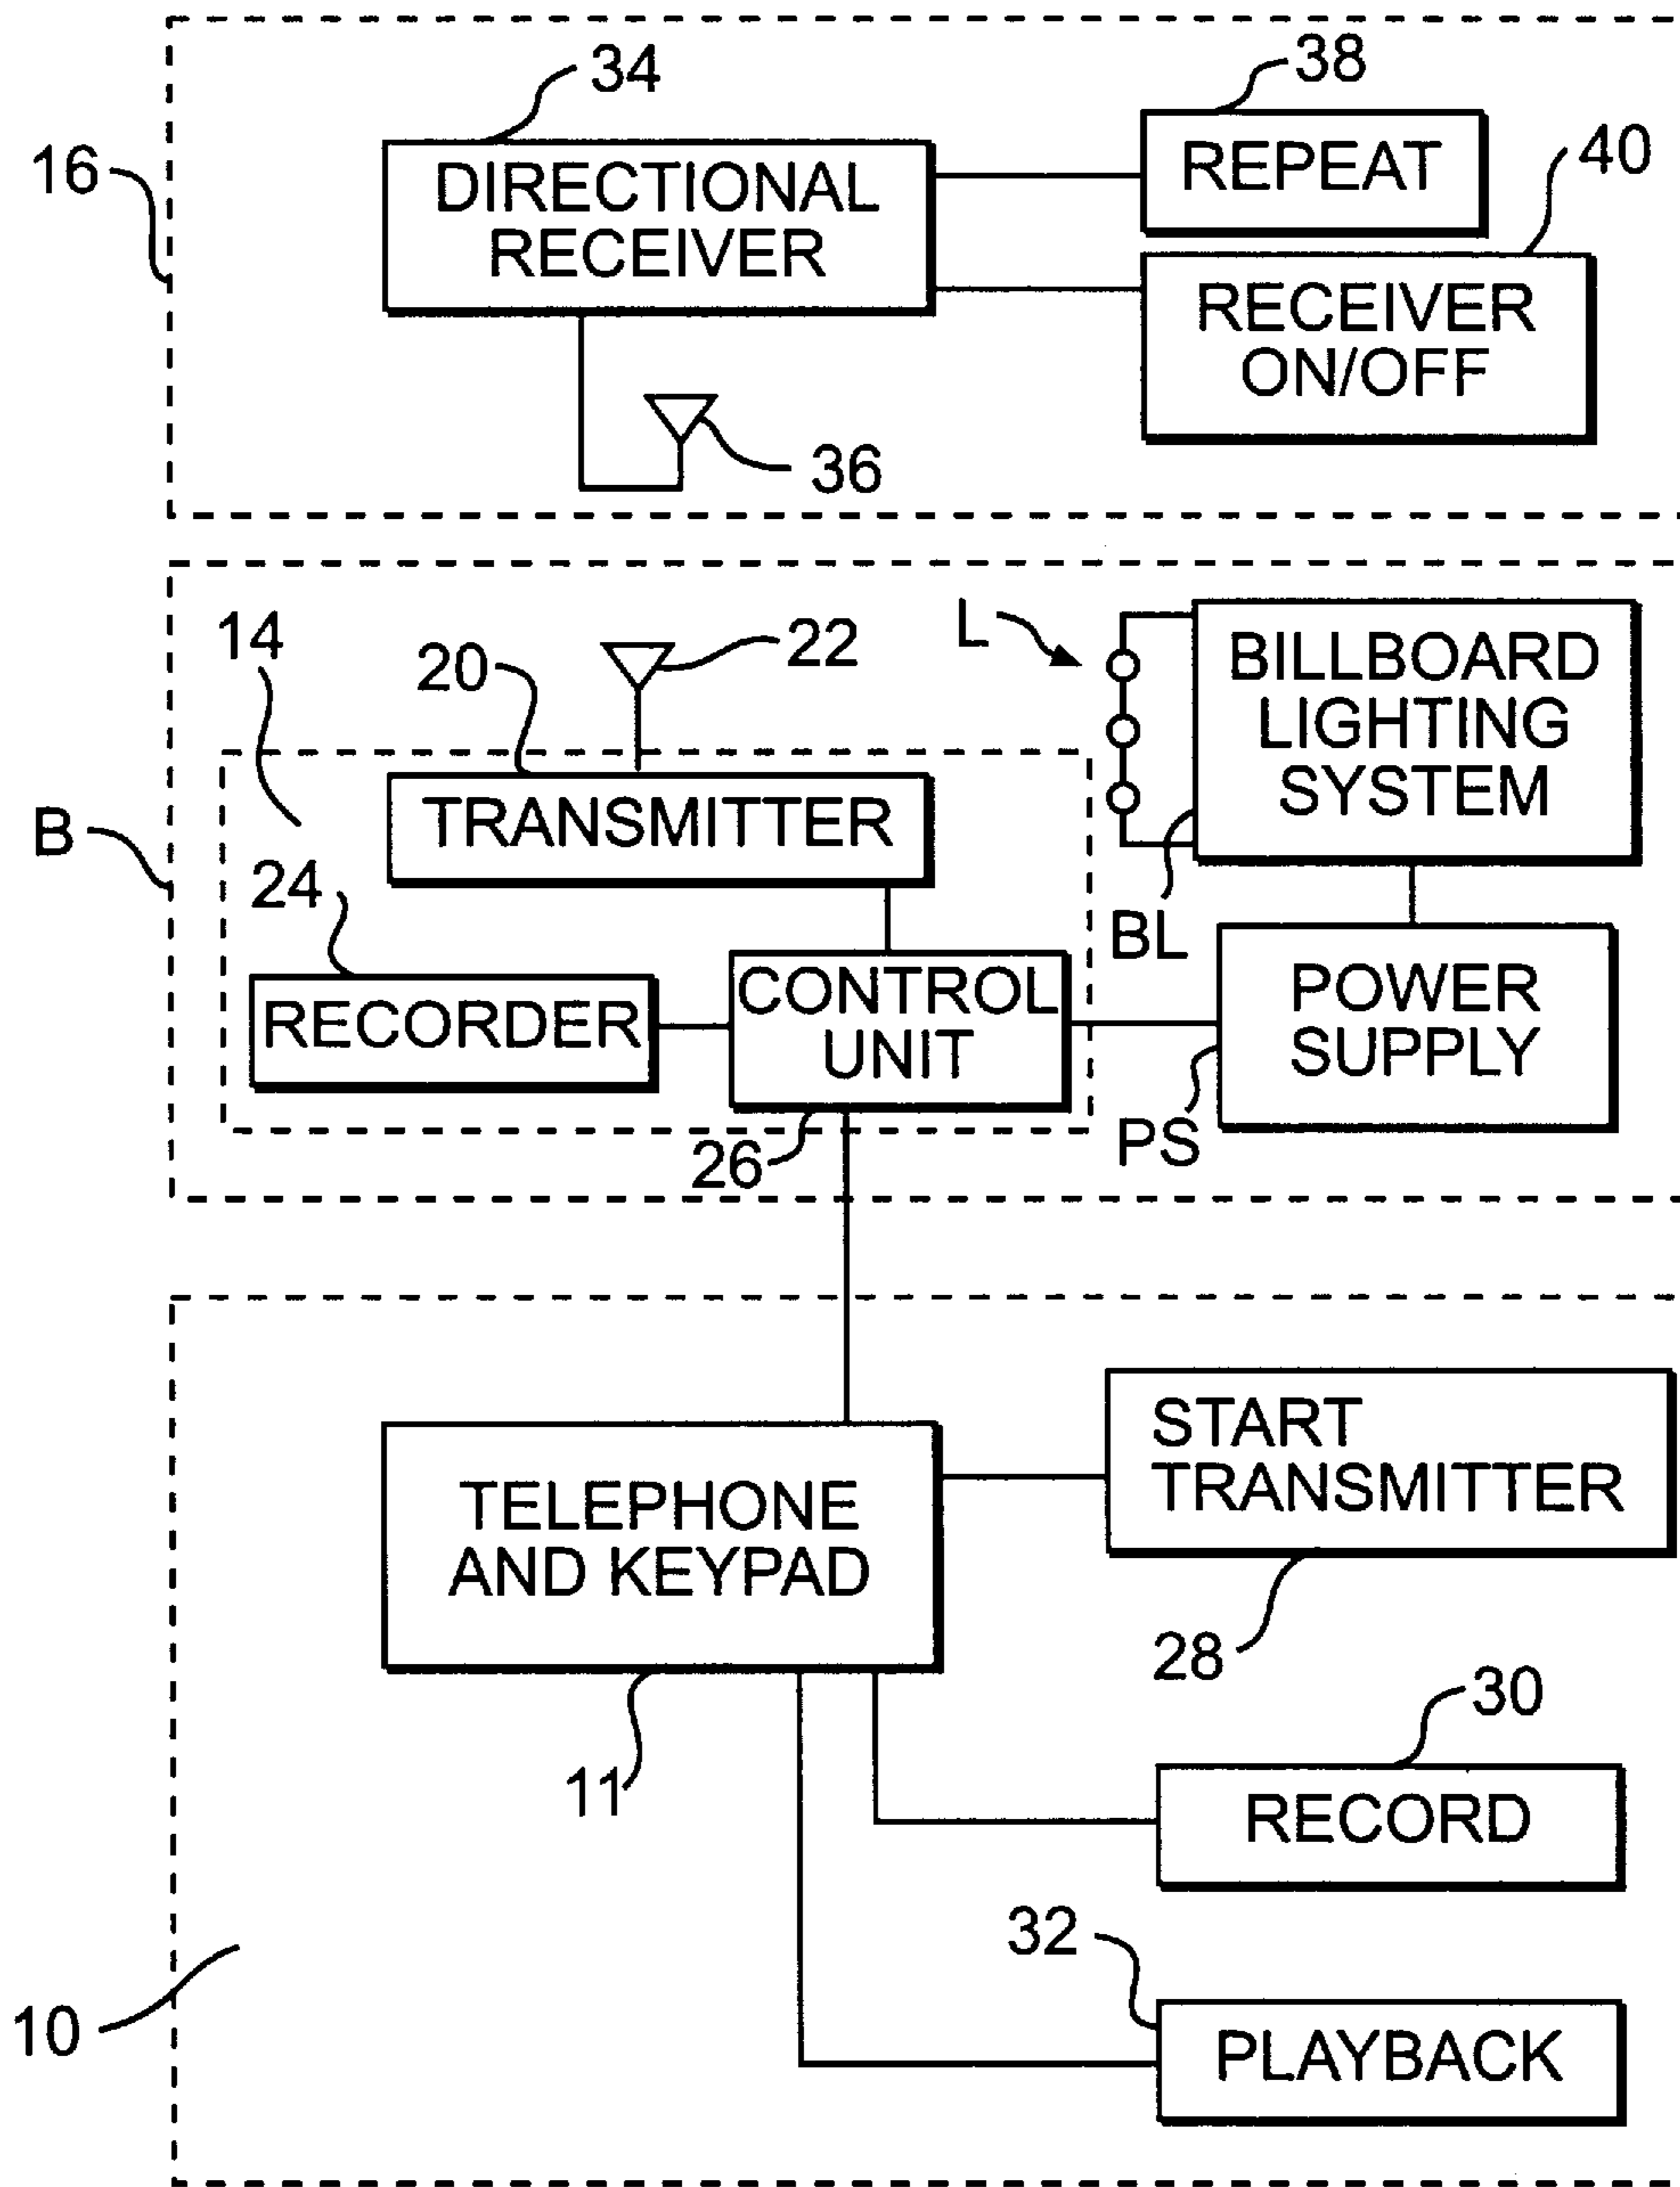 34
38
16
DIRECTIONAL
RECEIVER
REPEAT
40
RECEIVER
ON/OFF
36
14
20
22
L
BILLBOARD
LIGHTING
SYSTEM
B
TRANSMITTER
24
BL
RECORDER
CONTROL
UNIT
POWER
SUPPLY
26
PS
START
TRANSMITTER
TELEPHONE
AND KEYPAD
28
30
11
RECORD
32
10
PLAYBACK